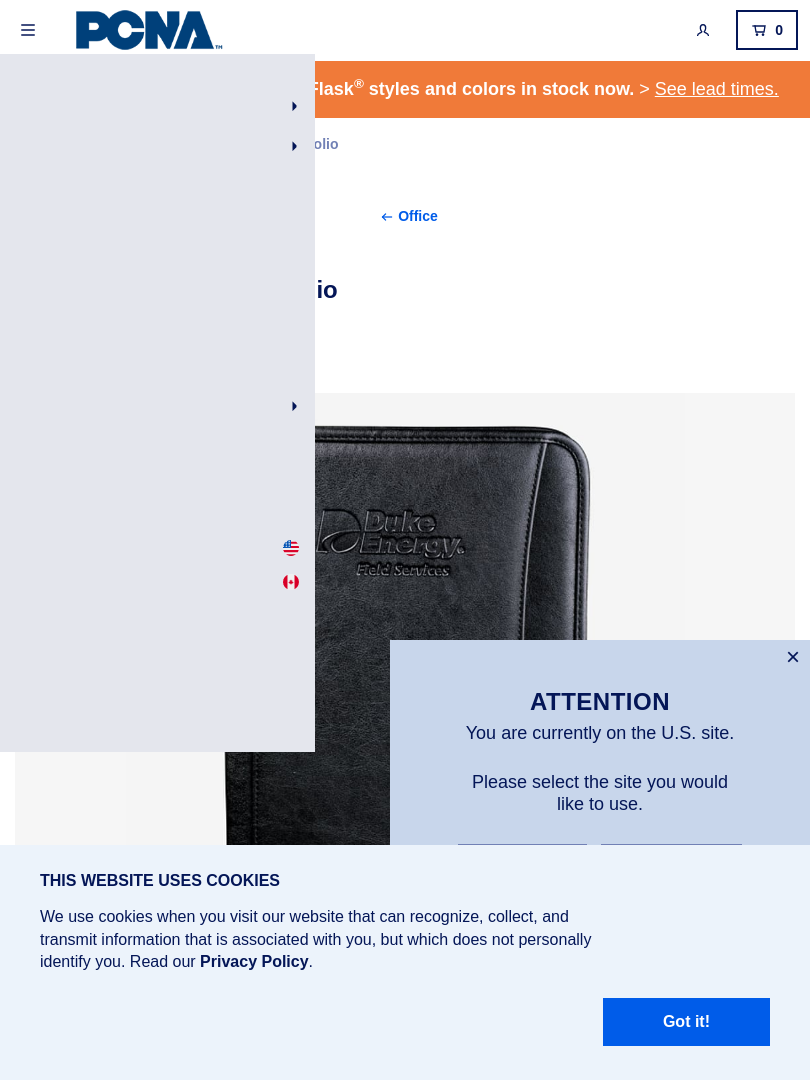 PCNA™
0
Flask® styles and colors in stock now. > See lead times.
olio
← Office
io
Duke
Energy®
Field Services
×
ATTENTION
You are currently on the U.S. site.
Please select the site you would
like to use.
THIS WEBSITE USES COOKIES
We use cookies when you visit our website that can recognize, collect, and
transmit information that is associated with you, but which does not personally
identify you. Read our Privacy Policy.
Got it!